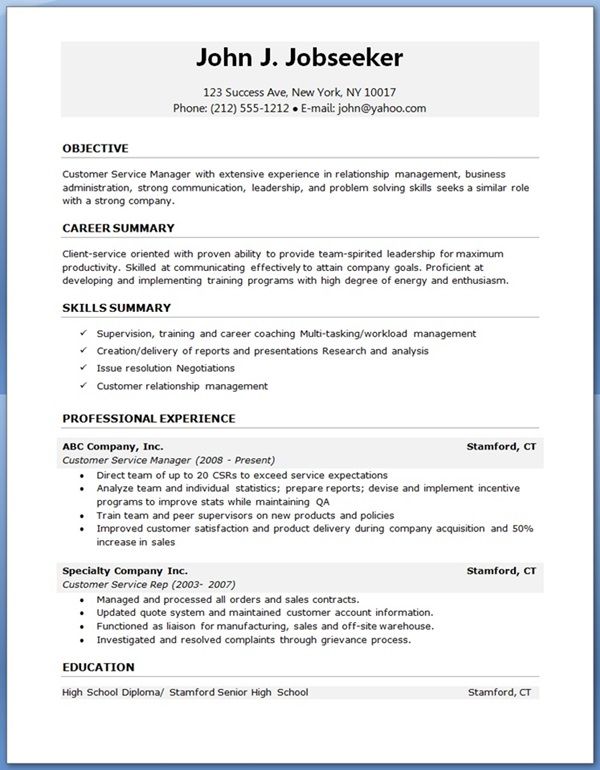 John J. Jobseeker
123 Success Ave, New York, NY 10017
Phone: (212) 555-1212 ● E-mail: john@yahoo.com
OBJECTIVE
Customer Service Manager with extensive experience in relationship management, business
administration, strong communication, leadership, and problem solving skills seeks a similar role
with a strong company.
CAREER SUMMARY
Client-service oriented with proven ability to provide team-spirited leadership for maximum
productivity. Skilled at communicating effectively to attain company goals. Proficient at
developing and implementing training programs with high degree of energy and enthusiasm.
SKILLS SUMMARY
✓ Supervision, training and career coaching Multi-tasking/workload management
✓ Creation/delivery of reports and presentations Research and analysis
✓ Issue resolution Negotiations
✓ Customer relationship management
PROFESSIONAL EXPERIENCE
ABC Company, Inc. Stamford, CT
Customer Service Manager (2008 - Present)
• Direct team of up to 20 CSRs to exceed service expectations
• Analyze team and individual statistics; prepare reports; devise and implement incentive
programs to improve stats while maintaining QA
• Train team and peer supervisors on new products and policies
• Improved customer satisfaction and product delivery during company acquisition and 50%
increase in sales
Specialty Company Inc. Stamford, CT
Customer Service Rep (2003- 2007)
• Managed and processed all orders and sales contracts.
• Updated quote system and maintained customer account information.
• Functioned as liaison for manufacturing, sales and off-site warehouse.
• Investigated and resolved complaints through grievance process.
EDUCATION
High School Diploma/ Stamford Senior High School Stamford, CT